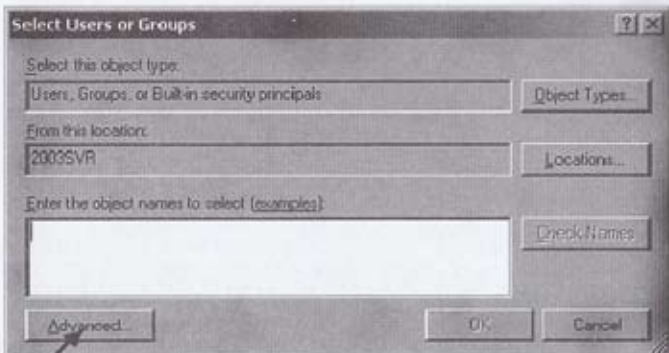 Select Users or Groups
Select this object type:
Users, Groups, or Built-in security principals
Object Types...
From this location:
2003SVR
Locations...
Enter the object names to select (examples):
Check Names
Advanced...
OK
Cancel